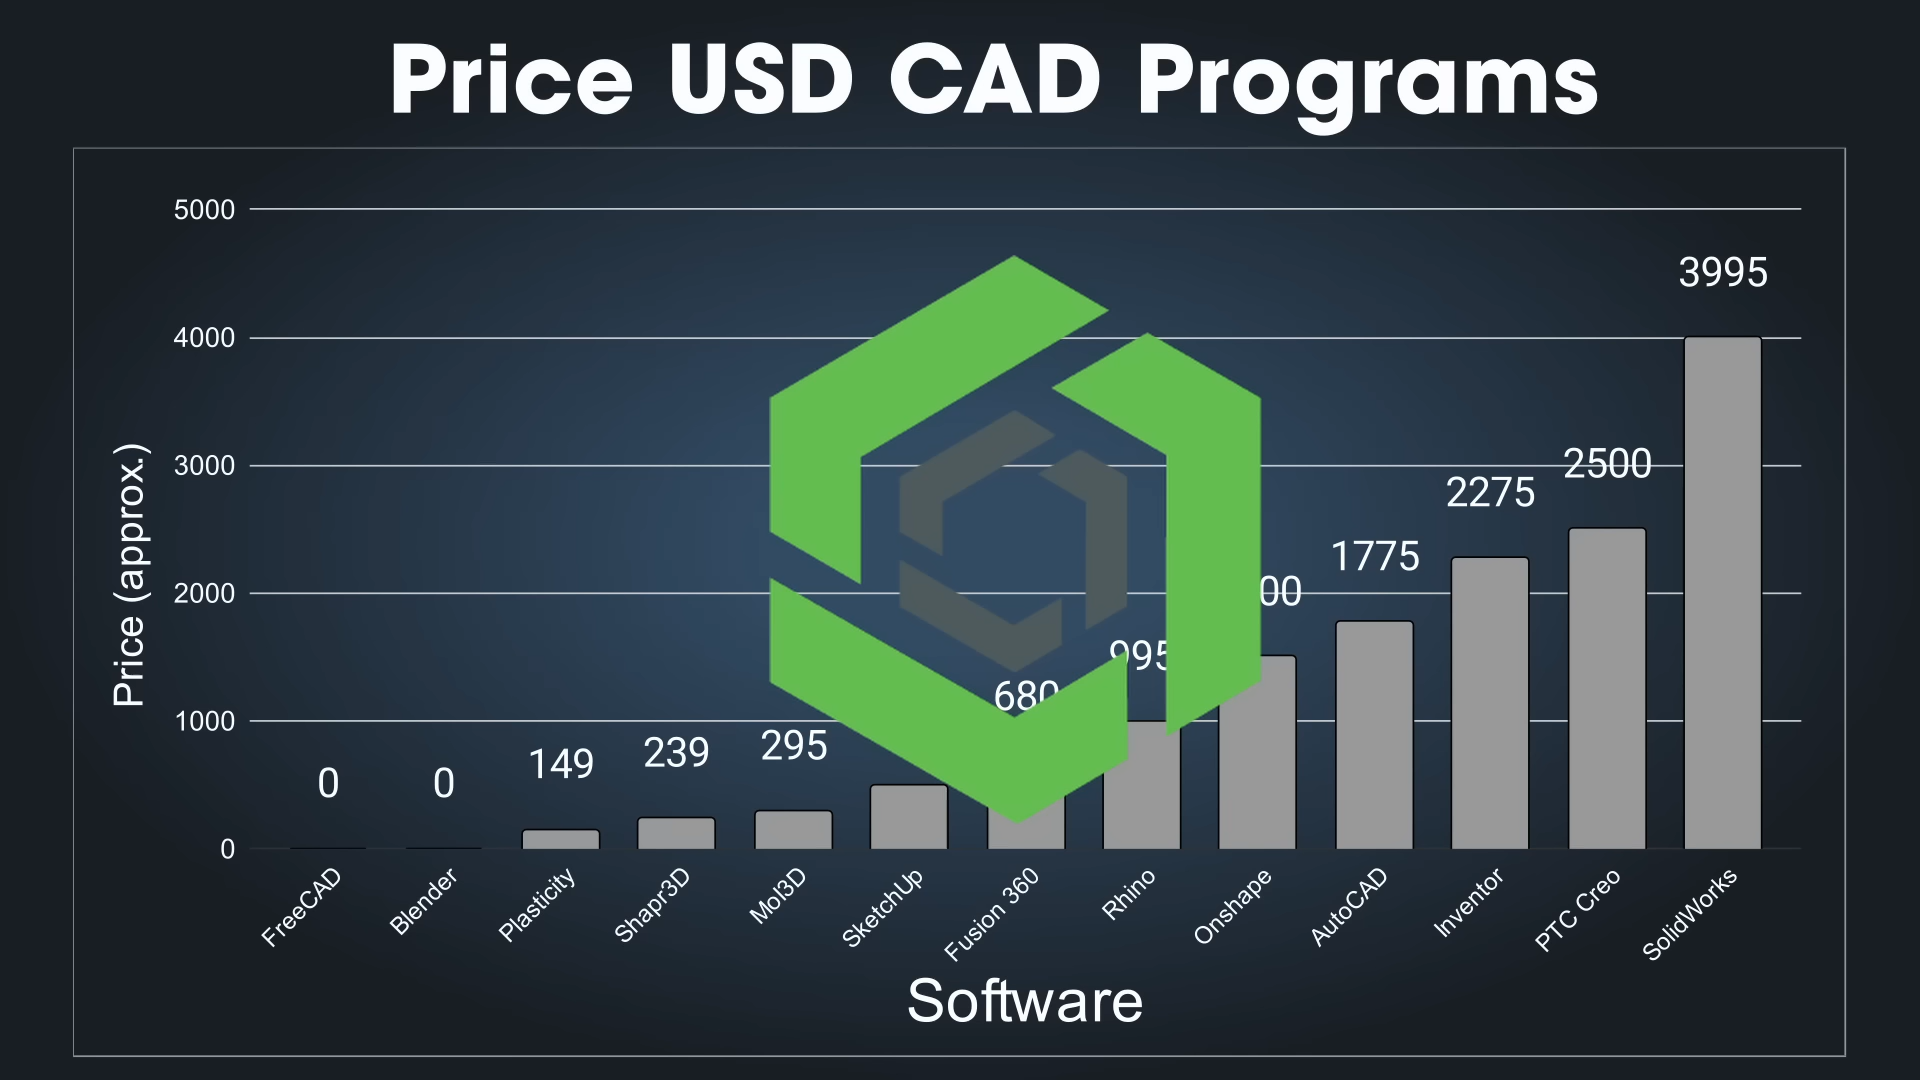 Price USD CAD Programs
5000
4000
3000
2000
1000
0
Price (approx.)
0
0
149
239
295
680
995
00
1775
2275
2500
3995
FreeCAD
Blender
Plasticity
Shapr3D
MoI3D
SketchUp
Fusion 360
Rhino
Onshape
AutoCAD
Inventor
PTC Creo
SolidWorks
Software